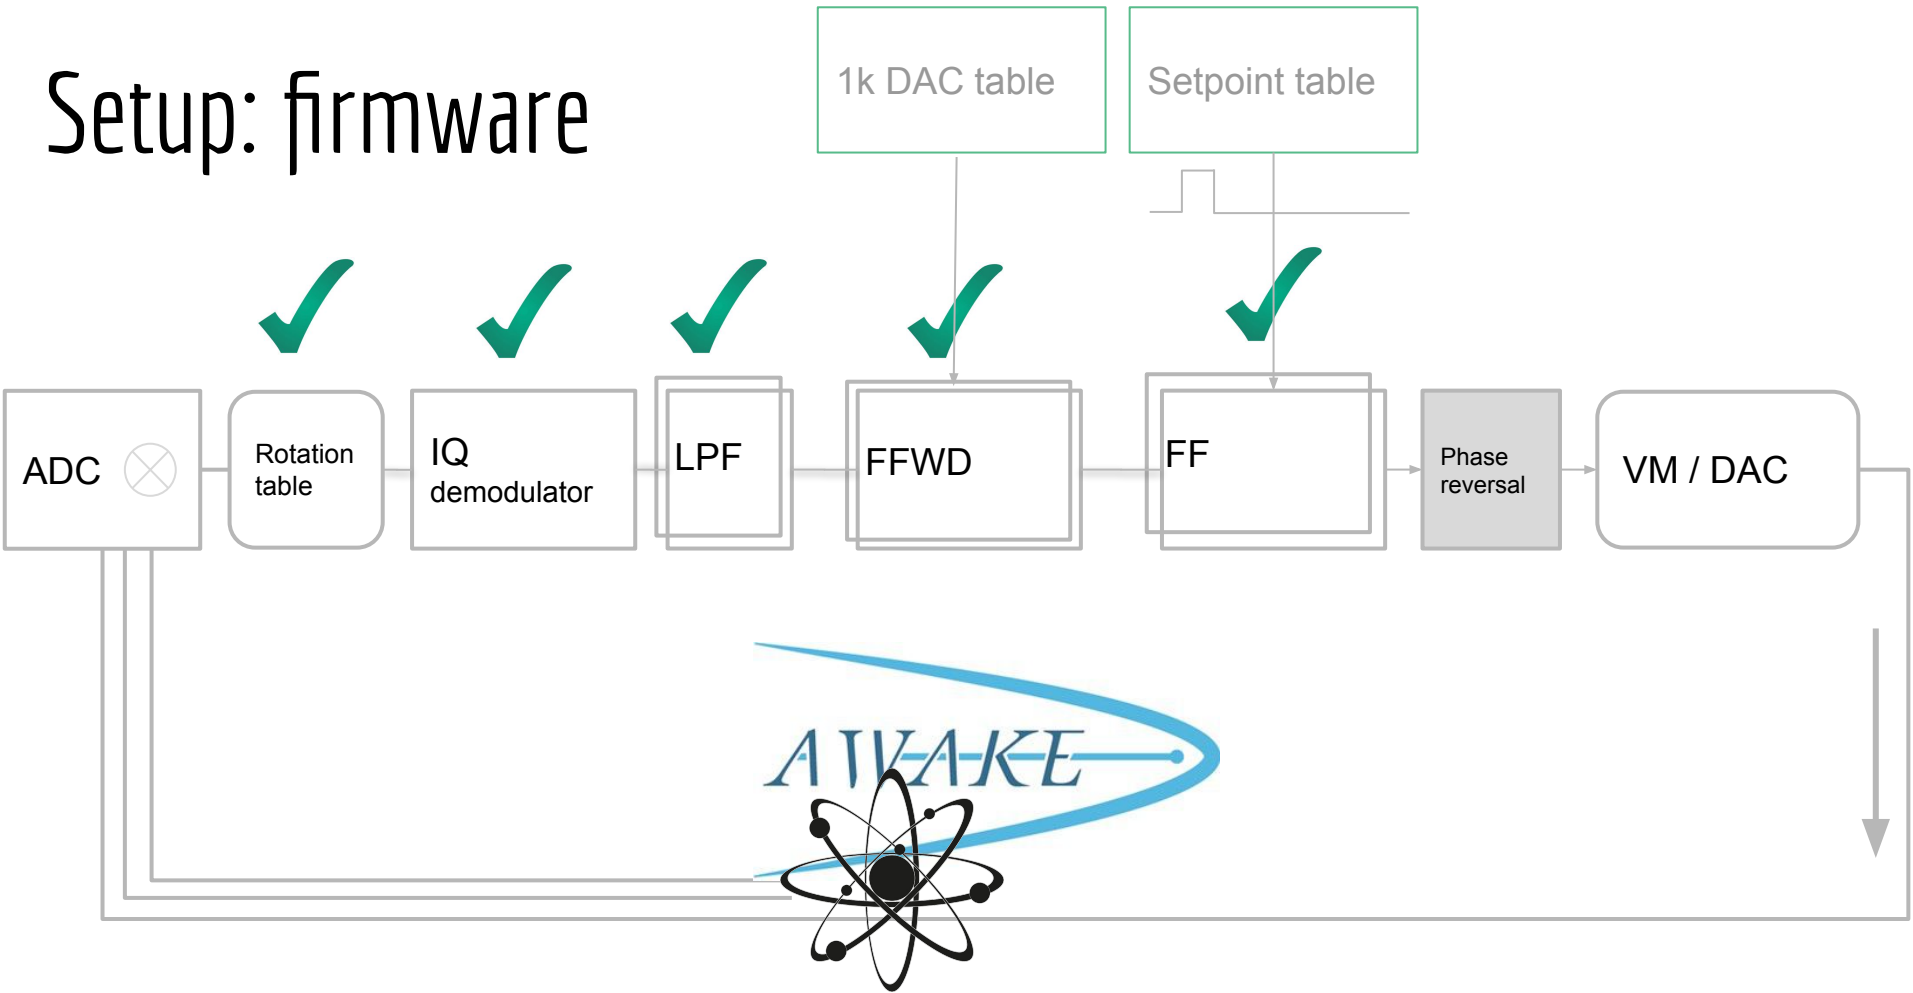 Setup: firmware
1k DAC table
Setpoint table
ADC
Rotation
table
IQ
demodulator
LPF
FFWD
FF
Phase
reversal
VM / DAC
AWAKE